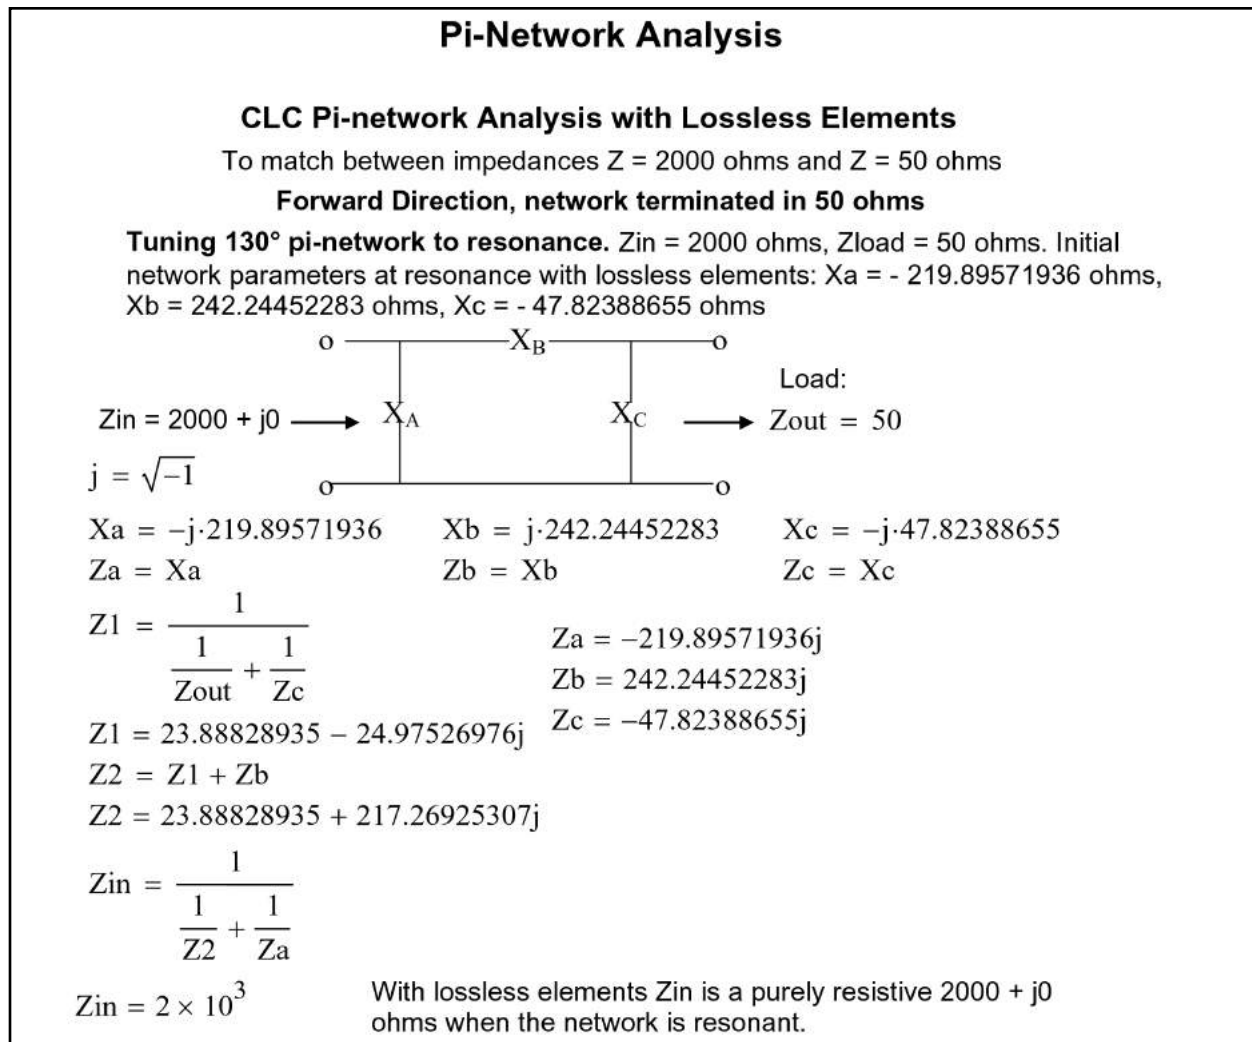 Pi-Network Analysis
CLC Pi-network Analysis with Lossless Elements
To match between impedances Z = 2000 ohms and Z = 50 ohms
Forward Direction, network terminated in 50 ohms
Tuning 130° pi-network to resonance. Zin = 2000 ohms, Zload = 50 ohms. Initial
network parameters at resonance with lossless elements: Xa = - 219.89571936 ohms,
Xb = 242.24452283 ohms, Xc = - 47.82388655 ohms
o X_B o
Load:
Zin = 2000 + j0 X_A X_C Zout = 50
j = √−1
o o
Xa = −j·219.89571936 Xb = j·242.24452283 Xc = −j·47.82388655
Za = Xa Zb = Xb Zc = Xc
Z1 = 1 / (1/Zout + 1/Zc)
Za = −219.89571936j
Zb = 242.24452283j
Zc = −47.82388655j
Z1 = 23.88828935 − 24.97526976j
Z2 = Z1 + Zb
Z2 = 23.88828935 + 217.26925307j
Zin = 1 / (1/Z2 + 1/Za)
Zin = 2 × 10³
With lossless elements Zin is a purely resistive 2000 + j0
ohms when the network is resonant.